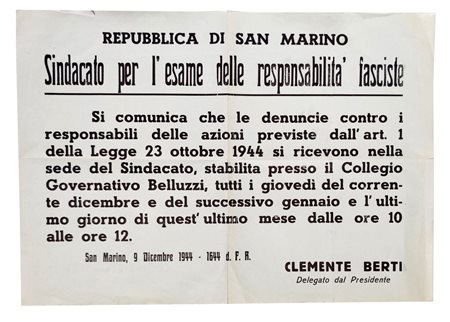 REPUBBLICA DI SAN MARINO
Sindacato per l'esame delle responsabilita' fasciste
Si comunica che le denuncie contro i
responsabili delle azioni previste dall'art. 1
della Legge 23 ottobre 1944 si ricevono nella
sede del Sindacato, stabilita presso il Collegio
Governativo Belluzzi, tutti i giovedì del corren-
te dicembre e del successivo gennaio e l'ulti-
mo giorno di quest'ultimo mese dalle ore 10
alle ore 12.
San Marino, 9 Dicembre 1944 - 1644 d. F. R.
CLEMENTE BERTI
Delegato dal Presidente